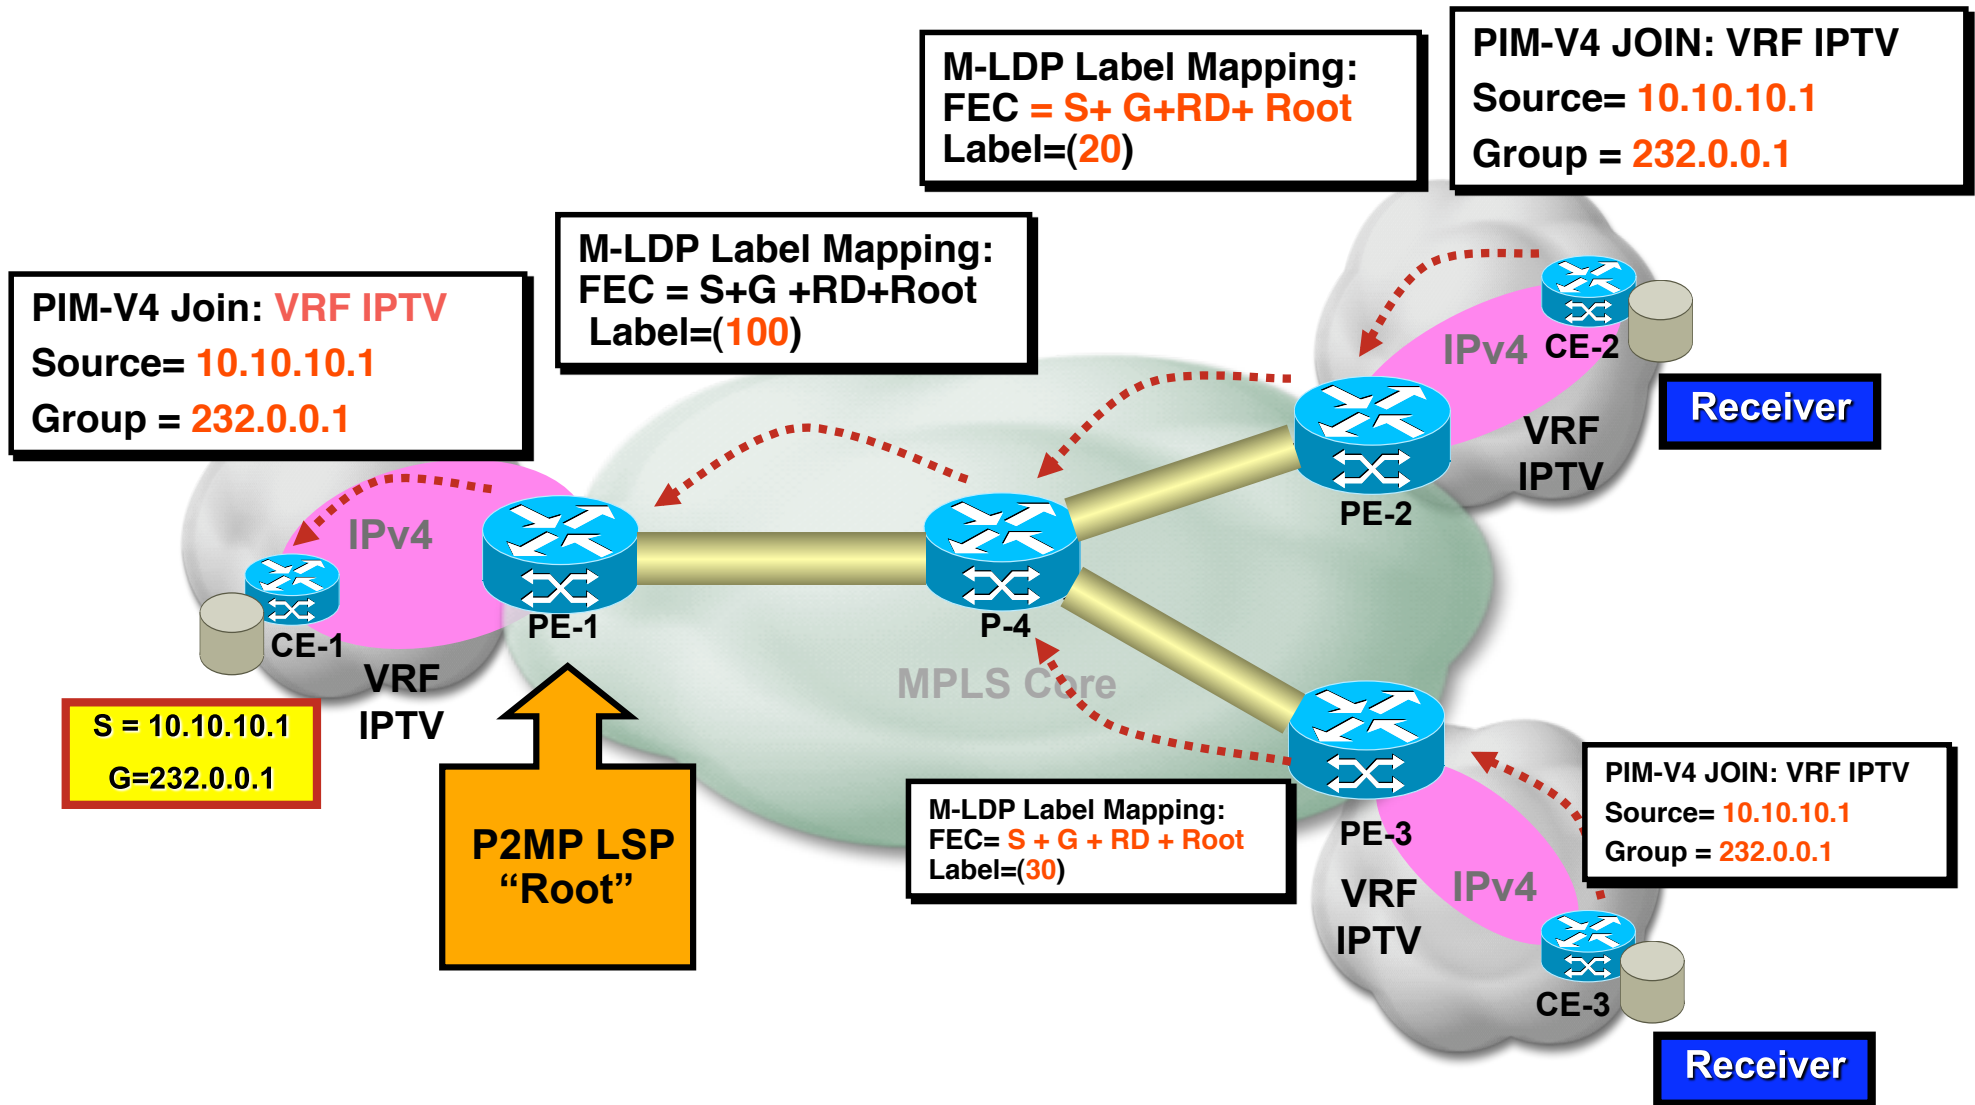 M-LDP Label Mapping:
FEC = S+ G+RD+ Root
Label=(20)
PIM-V4 JOIN: VRF IPTV
Source= 10.10.10.1
Group = 232.0.0.1
M-LDP Label Mapping:
FEC = S+G +RD+Root
Label=(100)
PIM-V4 Join: VRF IPTV
Source= 10.10.10.1
Group = 232.0.0.1
IPv4
CE-2
Receiver
VRF
IPTV
PE-2
IPv4
CE-1
PE-1
VRF
IPTV
P-4
MPLS Core
S = 10.10.10.1
G=232.0.0.1
P2MP LSP
“Root”
M-LDP Label Mapping:
FEC= S + G + RD + Root
Label=(30)
PE-3
VRF
IPTV
IPv4
PIM-V4 JOIN: VRF IPTV
Source= 10.10.10.1
Group = 232.0.0.1
CE-3
Receiver